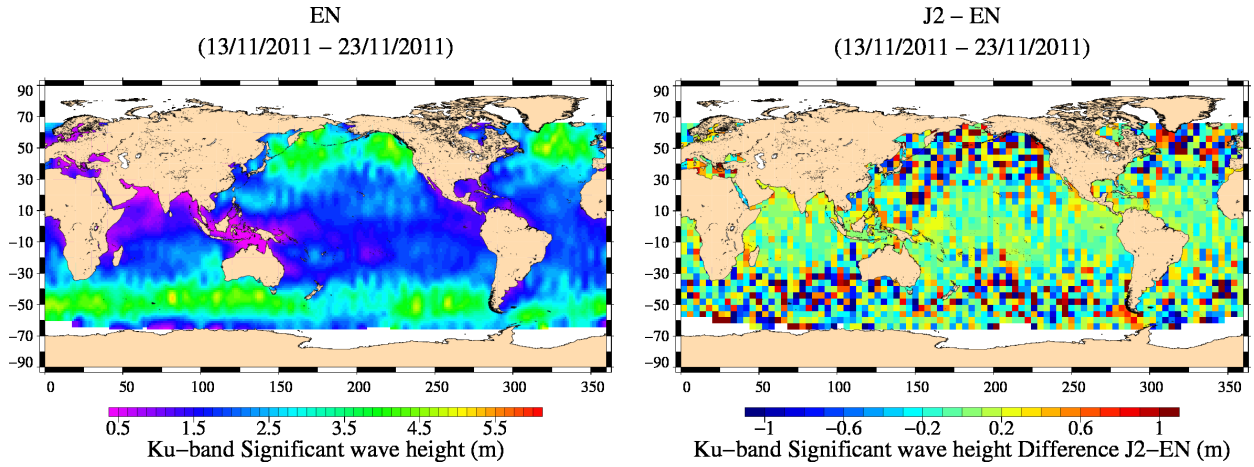 EN
(13/11/2011 − 23/11/2011)
90
70
50
30
10
−10
−30
−50
−70
−90
0 50 100 150 200 250 300 350
0.5 1.5 2.5 3.5 4.5 5.5
Ku−band Significant wave height (m)
J2 − EN
(13/11/2011 − 23/11/2011)
90
70
50
30
10
−10
−30
−50
−70
−90
0 50 100 150 200 250 300 350
−1 −0.6 −0.2 0.2 0.6 1
Ku−band Significant wave height Difference J2−EN (m)